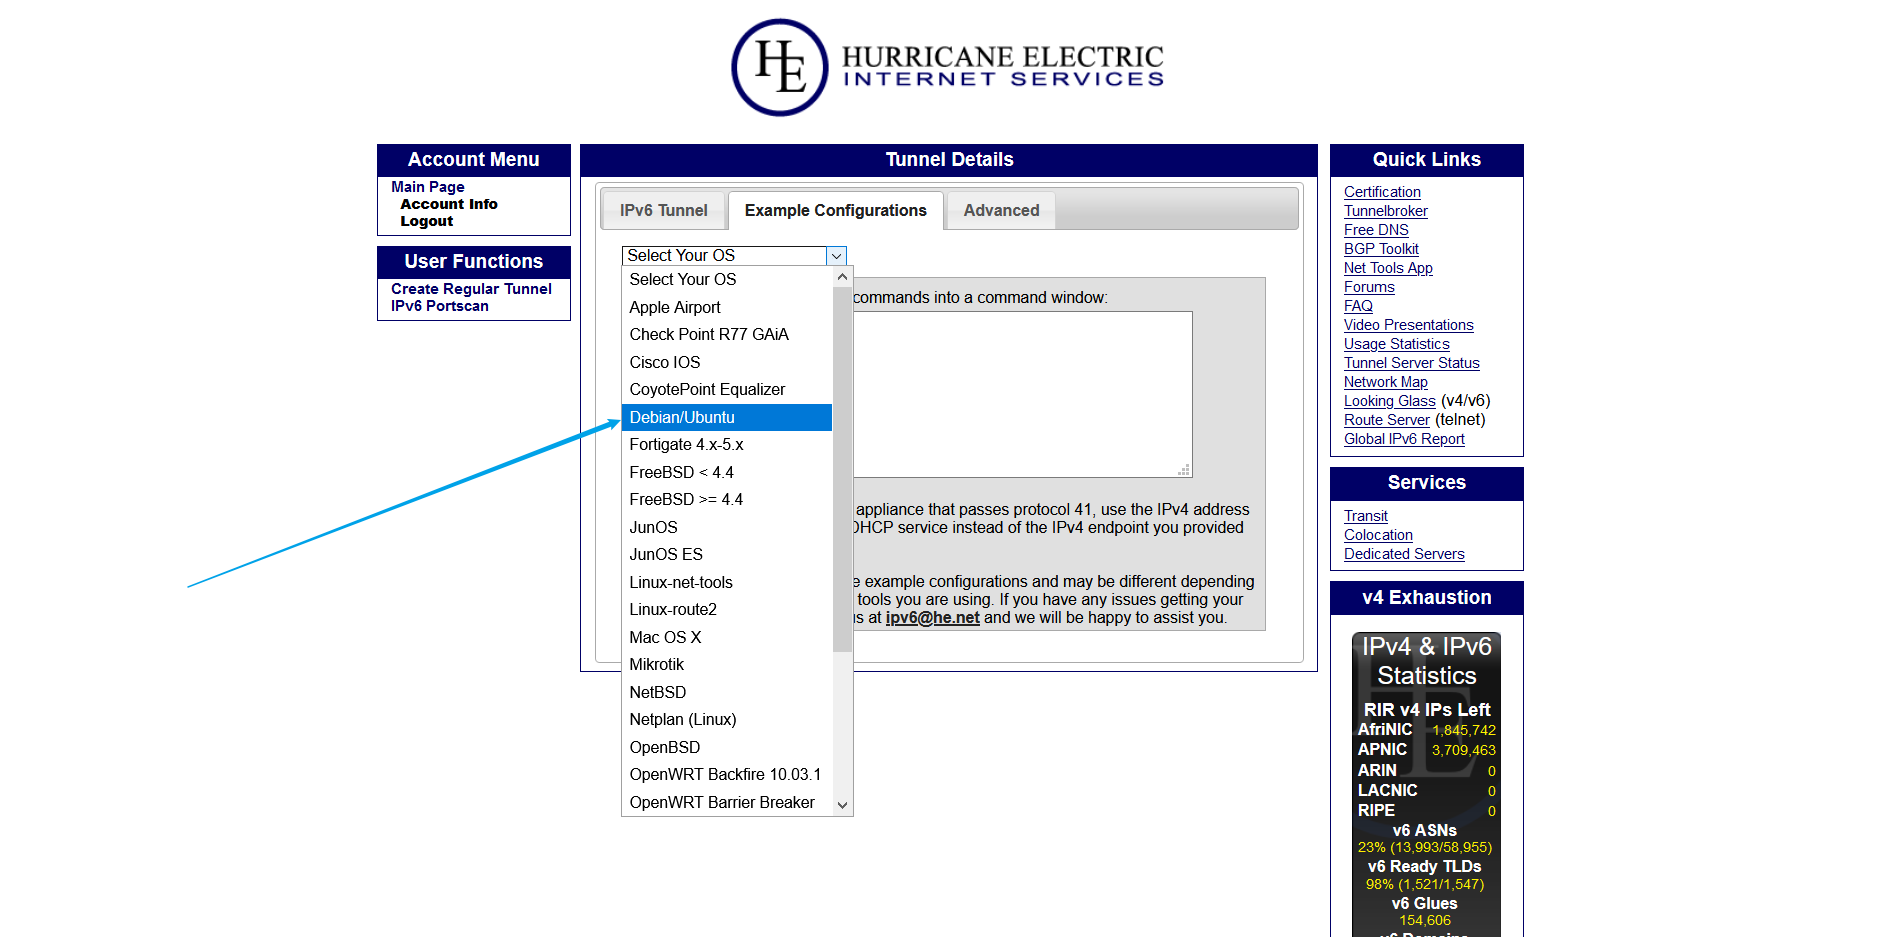 HE
HURRICANE ELECTRIC
INTERNET SERVICES
Account Menu
Main Page
Account Info
Logout
User Functions
Create Regular Tunnel
IPv6 Portscan
Tunnel Details
IPv6 Tunnel
Example Configurations
Advanced
Select Your OS
Select Your OS
Apple Airport
Check Point R77 GAiA
Cisco IOS
CoyotePoint Equalizer
Debian/Ubuntu
Fortigate 4.x-5.x
FreeBSD < 4.4
FreeBSD >= 4.4
JunOS
JunOS ES
Linux-net-tools
Linux-route2
Mac OS X
Mikrotik
NetBSD
Netplan (Linux)
OpenBSD
OpenWRT Backfire 10.03.1
OpenWRT Barrier Breaker
commands into a command window:
appliance that passes protocol 41, use the IPv4 address
DHCP service instead of the IPv4 endpoint you provided
example configurations and may be different depending
tools you are using. If you have any issues getting your
at ipv6@he.net and we will be happy to assist you.
Quick Links
Certification
Tunnelbroker
Free DNS
BGP Toolkit
Net Tools App
Forums
FAQ
Video Presentations
Usage Statistics
Tunnel Server Status
Network Map
Looking Glass (v4/v6)
Route Server (telnet)
Global IPv6 Report
Services
Transit
Colocation
Dedicated Servers
v4 Exhaustion
IPv4 & IPv6
Statistics
RIR v4 IPs Left
AfriNIC 1,845,742
APNIC 3,709,463
ARIN 0
LACNIC 0
RIPE 0
v6 ASNs
23% (13,993/58,955)
v6 Ready TLDs
98% (1,521/1,547)
v6 Glues
154,606